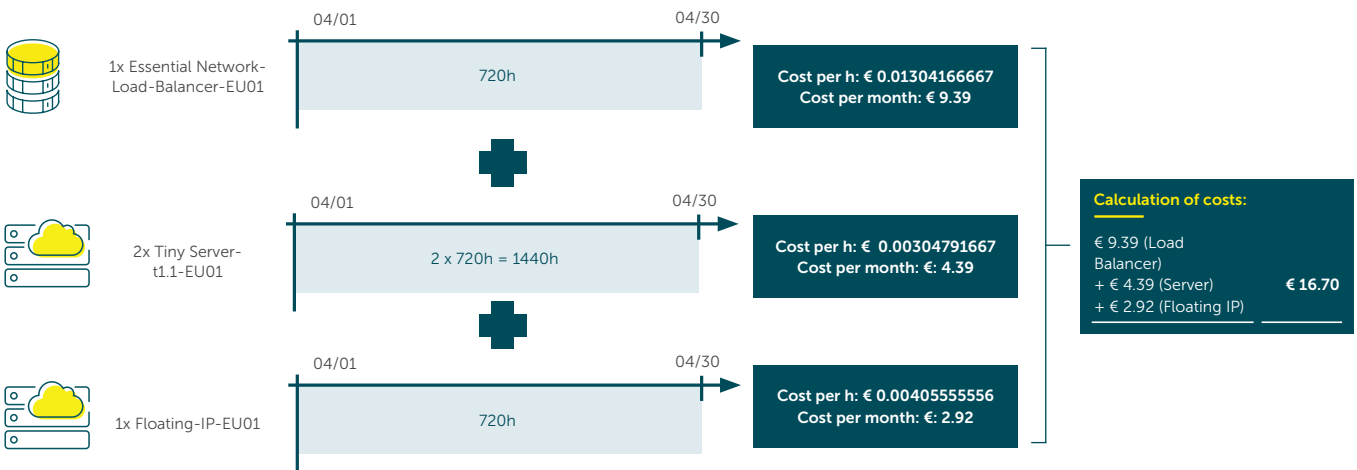 04/01
04/30
1x Essential Network-
Load-Balancer-EU01
720h
Cost per h: € 0.01304166667
Cost per month: € 9.39
04/01
04/30
2x Tiny Server-
t1.1-EU01
2 x 720h = 1440h
Cost per h: € 0.00304791667
Cost per month: €: 4.39
Calculation of costs:
€ 9.39 (Load
Balancer)
+ € 4.39 (Server)
€ 16.70
+ € 2.92 (Floating IP)
04/01
04/30
1x Floating-IP-EU01
720h
Cost per h: € 0.00405555556
Cost per month: €: 2.92